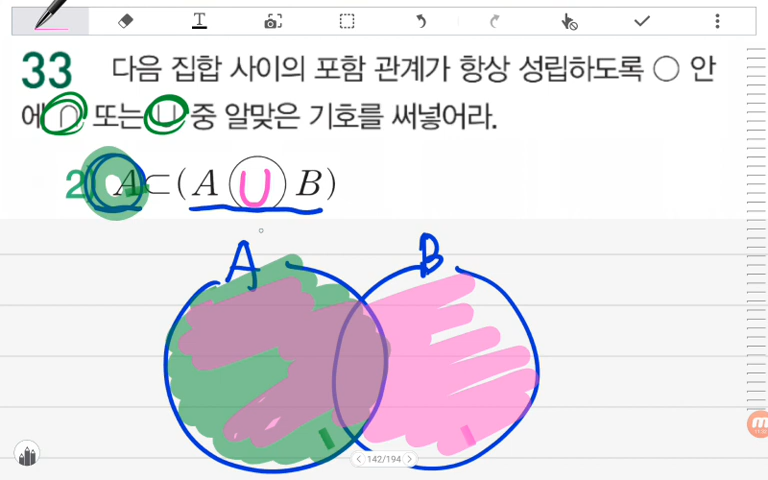 T
33 다음 집합 사이의 포함 관계가 항상 성립하도록 ○ 안
에 ∩ 또는 ∪ 중 알맞은 기호를 써넣어라.
2) A⊂(A ∪ B)
A B
142/194